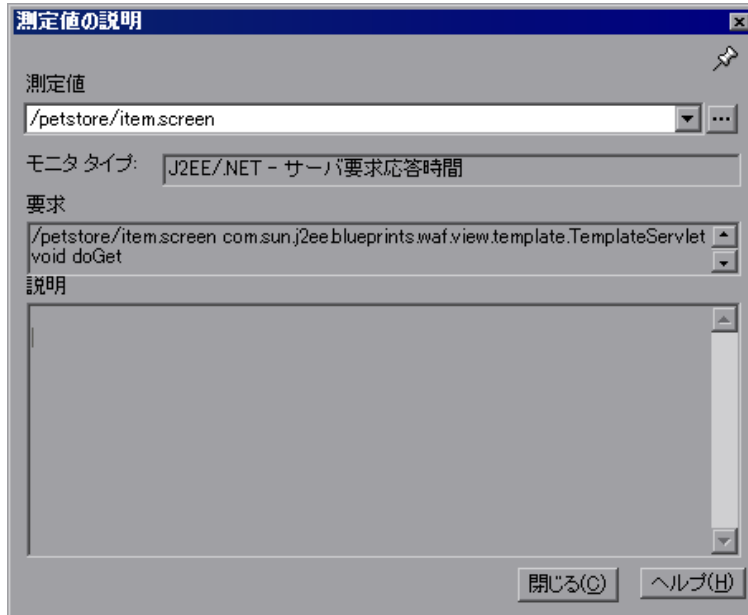 測定値の説明
測定値
/petstore/item.screen
...
モニタ タイプ:
J2EE/.NET - サーバ要求応答時間
要求
/petstore/item.screen com.sun.j2ee.blueprints.waf.view.template.TemplateServlet
void doGet
説明
閉じる(C)
ヘルプ(H)